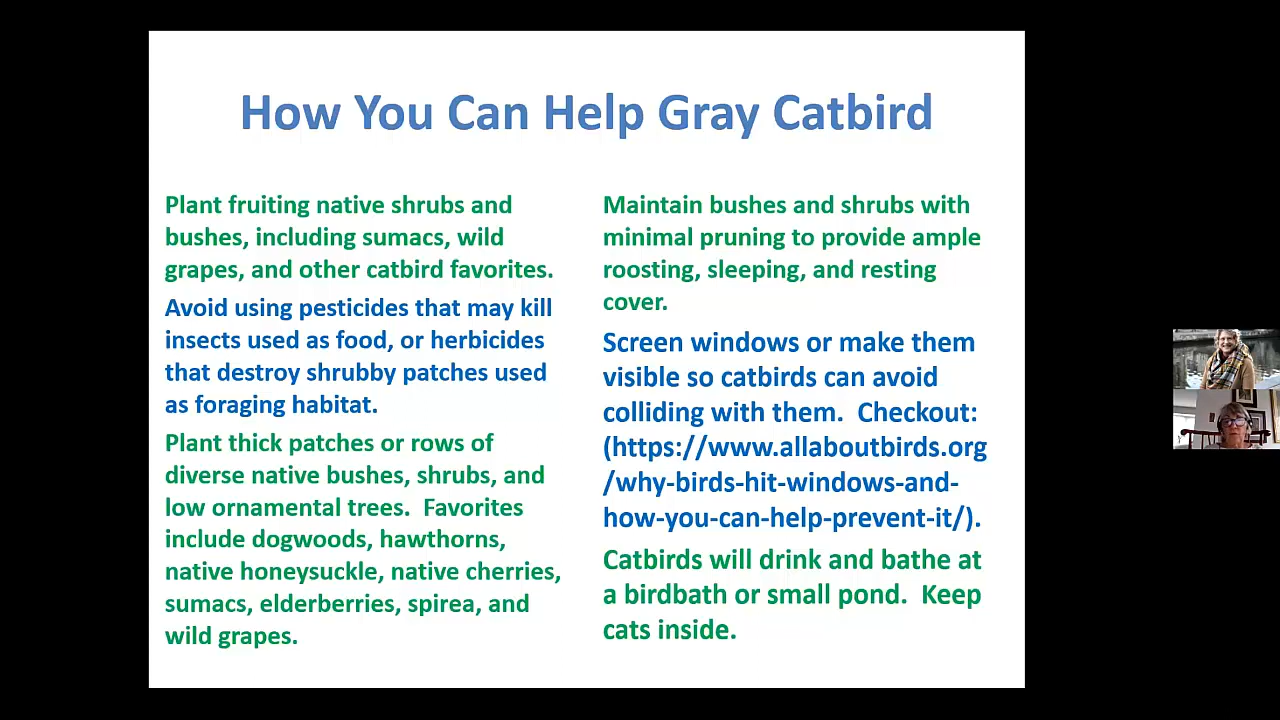 How You Can Help Gray Catbird
Plant fruiting native shrubs and
bushes, including sumacs, wild
grapes, and other catbird favorites.
Avoid using pesticides that may kill
insects used as food, or herbicides
that destroy shrubby patches used
as foraging habitat.
Plant thick patches or rows of
diverse native bushes, shrubs, and
low ornamental trees.  Favorites
include dogwoods, hawthorns,
native honeysuckle, native cherries,
sumacs, elderberries, spirea, and
wild grapes.
Maintain bushes and shrubs with
minimal pruning to provide ample
roosting, sleeping, and resting
cover.
Screen windows or make them
visible so catbirds can avoid
colliding with them.  Checkout:
(https://www.allaboutbirds.org
/why-birds-hit-windows-and-
how-you-can-help-prevent-it/).
Catbirds will drink and bathe at
a birdbath or small pond.  Keep
cats inside.